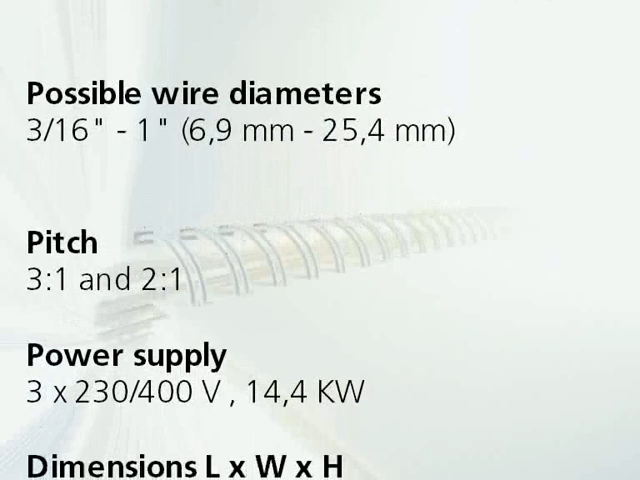 Possible wire diameters
3/16" - 1" (6,9 mm - 25,4 mm)
Pitch
3:1 and 2:1
Power supply
3 x 230/400 V , 14,4 KW
Dimensions L x W x H